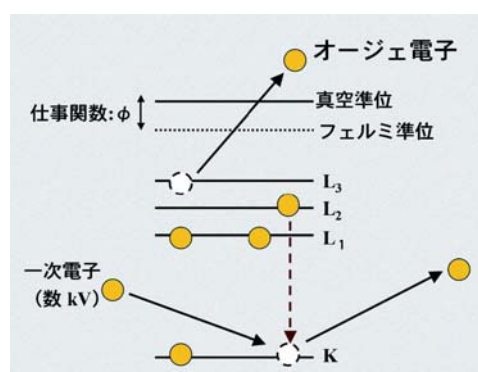 オージェ電子
真空準位
仕事関数:φ
フェルミ準位
L3
L2
L1
一次電子
(数 kV)
K